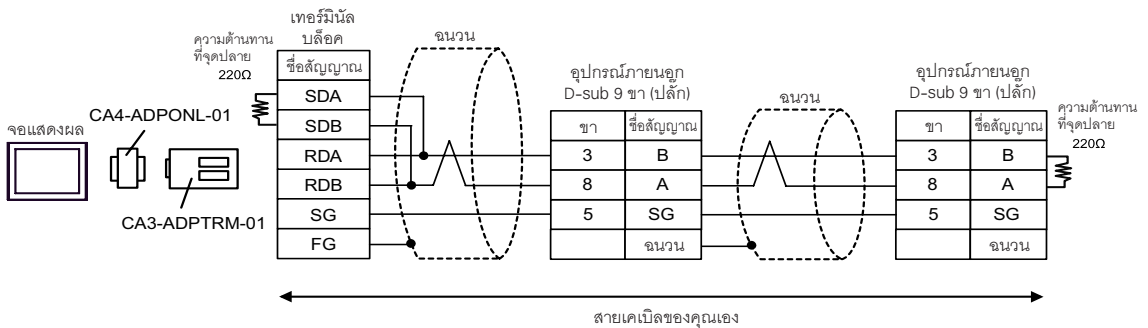 จอแสดงผล
CA4-ADPONL-01
CA3-ADPTRM-01
ความต้านทาน
ที่จุดปลาย
220Ω
เทอร์มินัล
บล็อค
ชื่อสัญญาณ
SDA
SDB
RDA
RDB
SG
FG
ฉนวน
อุปกรณ์ภายนอก
D-sub 9 ขา (ปลั๊ก)
ขา ชื่อสัญญาณ
3 B
8 A
5 SG
ฉนวน
ฉนวน
อุปกรณ์ภายนอก
D-sub 9 ขา (ปลั๊ก)
ขา ชื่อสัญญาณ
3 B
8 A
5 SG
ฉนวน
ความต้านทาน
ที่จุดปลาย
220Ω
สายเคเบิลของคุณเอง